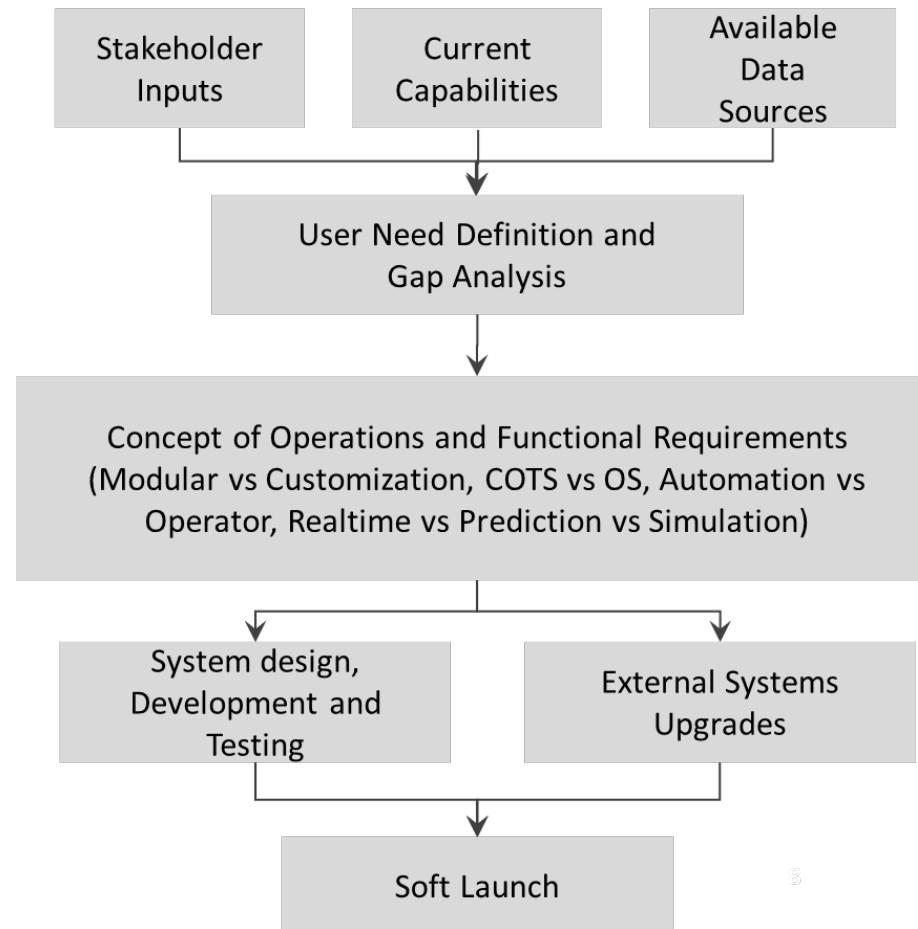 Stakeholder
Inputs
Current
Capabilities
Available
Data
Sources
User Need Definition and
Gap Analysis
Concept of Operations and Functional Requirements
(Modular vs Customization, COTS vs OS, Automation vs
Operator, Realtime vs Prediction vs Simulation)
System design,
Development and
Testing
External Systems
Upgrades
Soft Launch
3